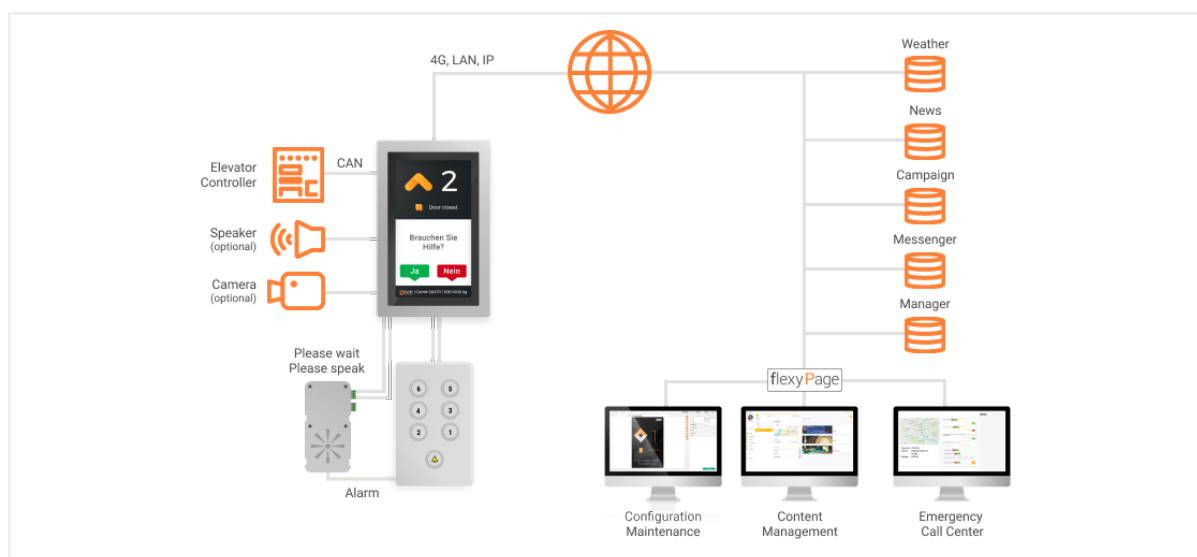 4G, LAN, IP
Weather
News
Campaign
Messenger
Manager
Elevator
Controller
CAN
Speaker
(optional)
Camera
(optional)
2
Door closed
Brauchen Sie
Hilfe?
Ja
Nein
Please wait
Please speak
6 5
4 3
2 1
Alarm
flexyPage
Configuration
Maintenance
Content
Management
Emergency
Call Center